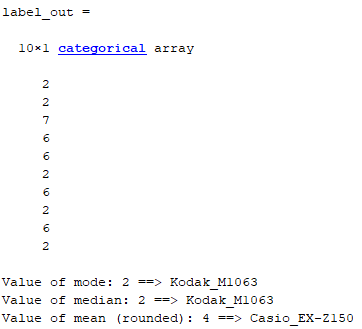 label_out =
10×1 categorical array
2
2
7
6
6
2
6
2
6
2
Value of mode: 2 ==> Kodak_M1063
Value of median: 2 ==> Kodak_M1063
Value of mean (rounded): 4 ==> Casio_EX-Z150